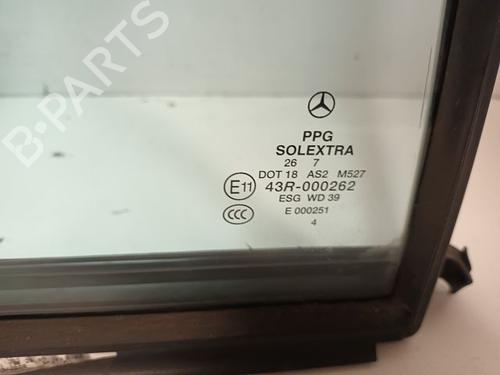 B-PARTS
PPG
SOLEXTRA
26 7
DOT 18 AS2 M527
E11 43R-000262
ESG WD 39
CCC E 000251
4